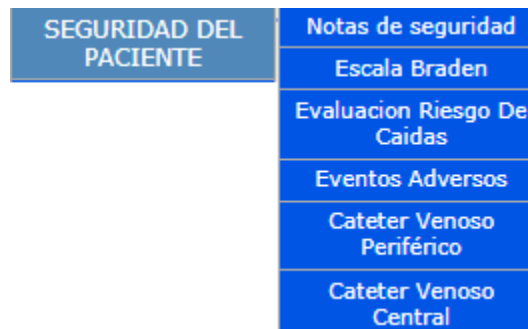 SEGURIDAD DEL
PACIENTE
Notas de seguridad
Escala Braden
Evaluacion Riesgo De
Caidas
Eventos Adversos
Cateter Venoso
Periférico
Cateter Venoso
Central